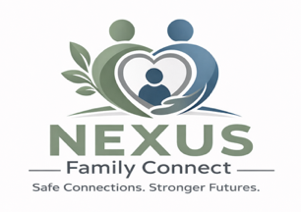 NEXUS
Family Connect
Safe Connections. Stronger Futures.